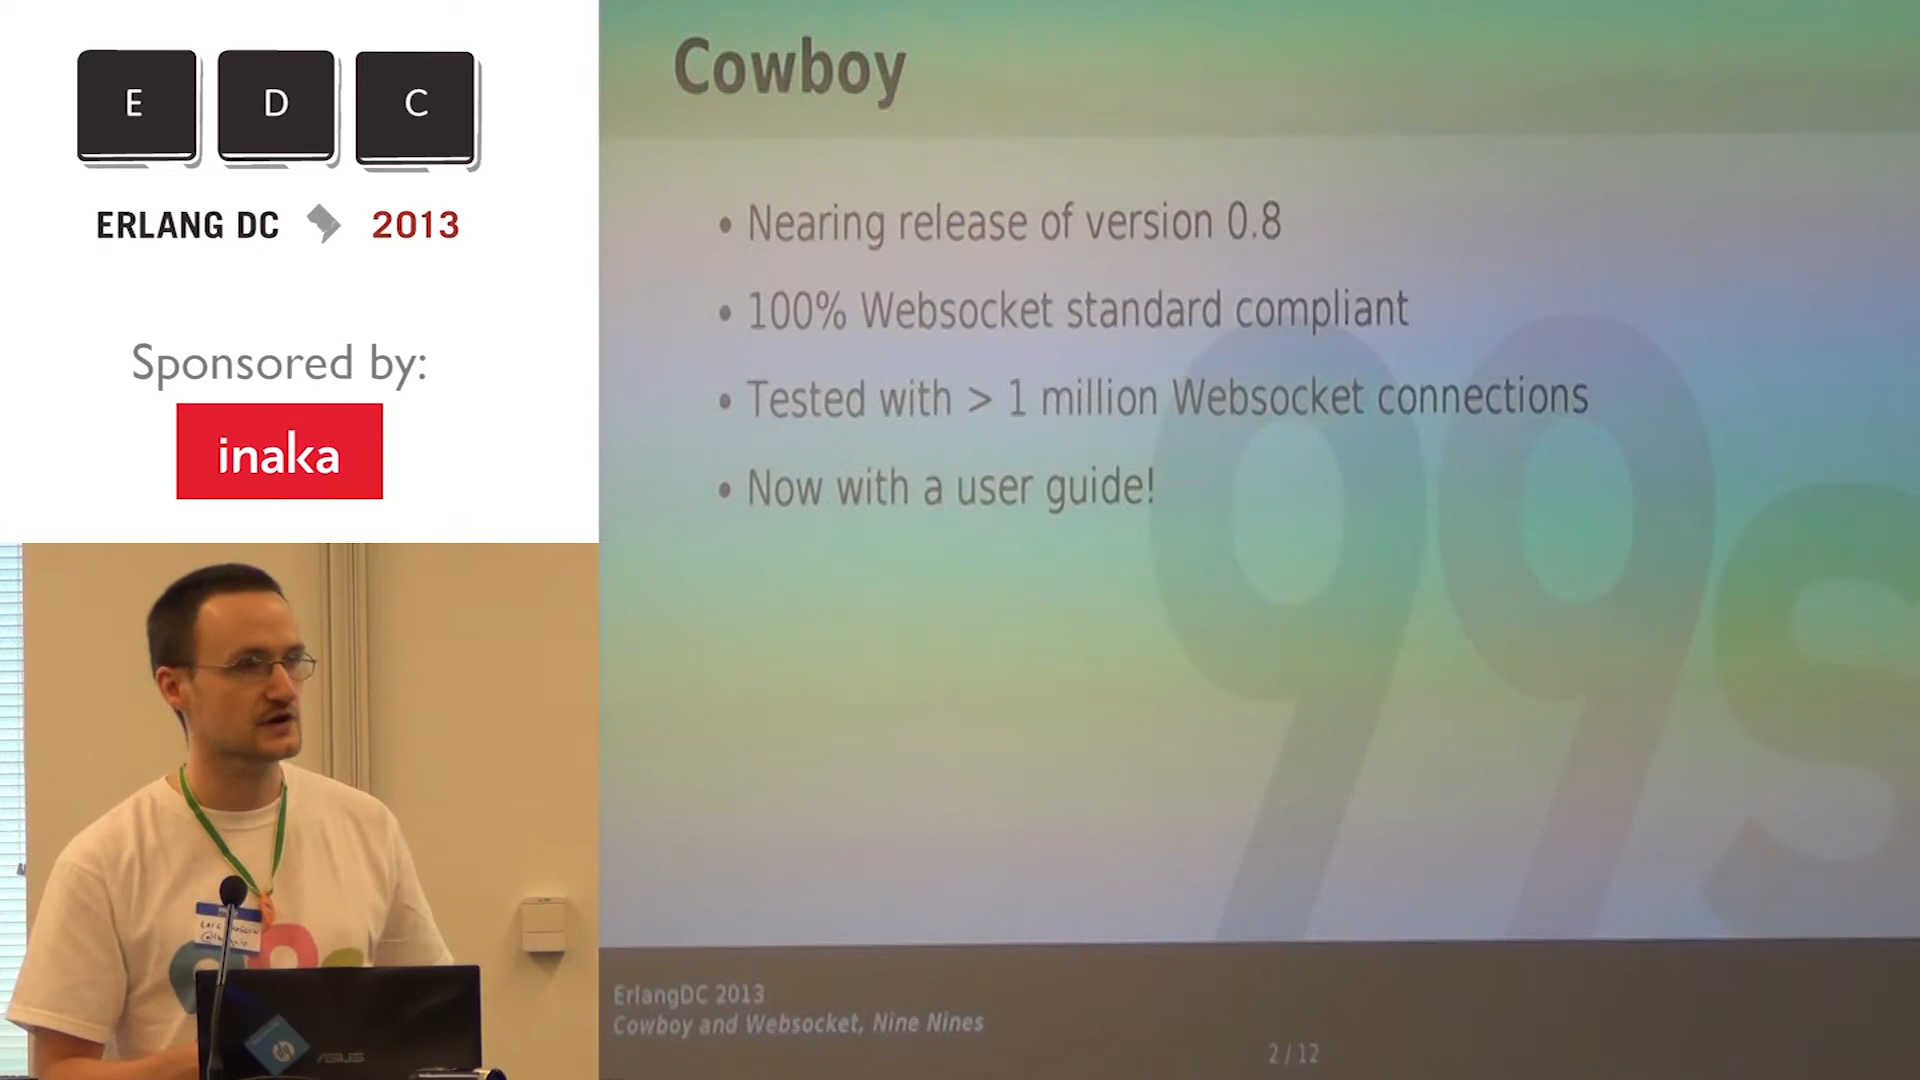 E D C
ERLANG DC 2013
Sponsored by:
inaka
Cowboy
• Nearing release of version 0.8
• 100% Websocket standard compliant
• Tested with > 1 million Websocket connections
• Now with a user guide!
99s
ErlangDC 2013
Cowboy and Websocket, Nine Nines
2 / 12
ASUS